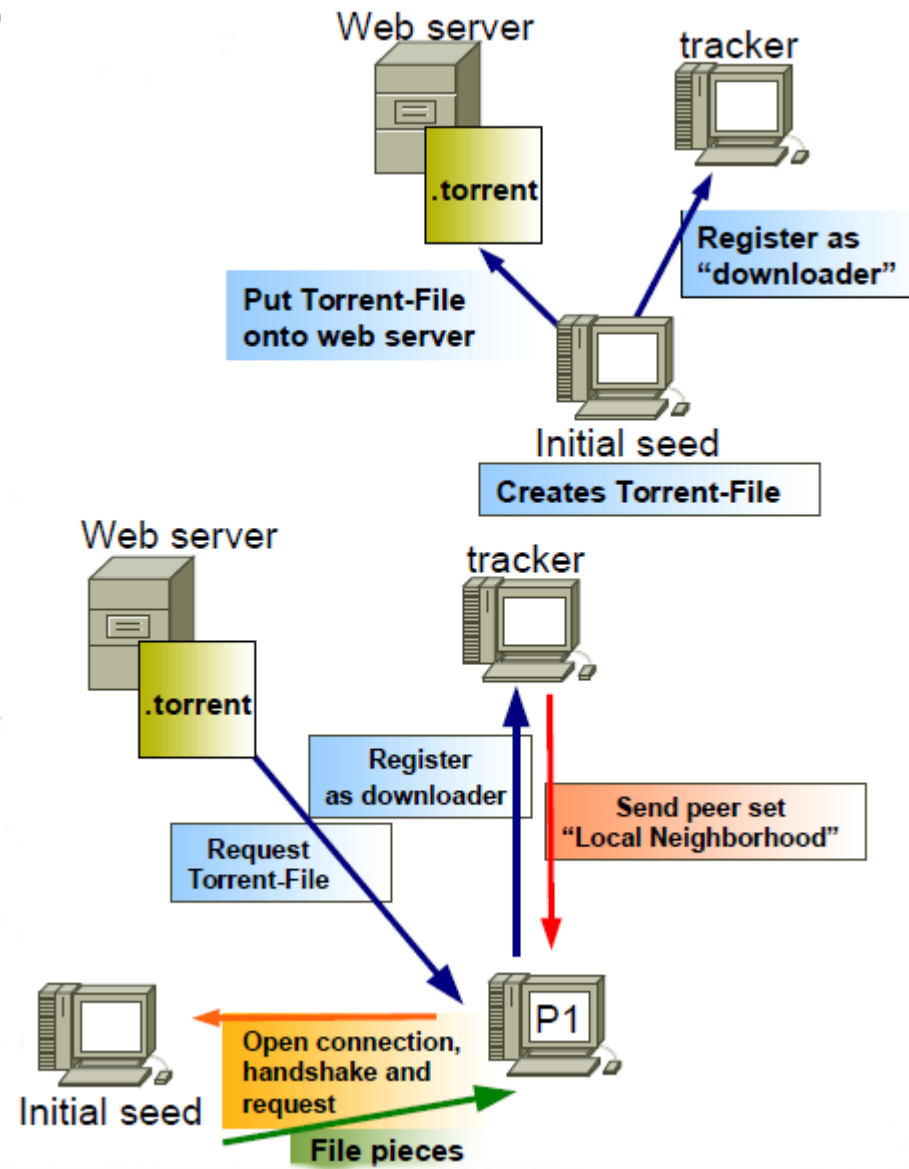 Web server
tracker
.torrent
Register as
“downloader”
Put Torrent-File
onto web server
Initial seed
Creates Torrent-File
Web server
tracker
.torrent
Register
as downloader
Send peer set
“Local Neighborhood”
Request
Torrent-File
P1
Open connection,
handshake and
request
Initial seed
File pieces